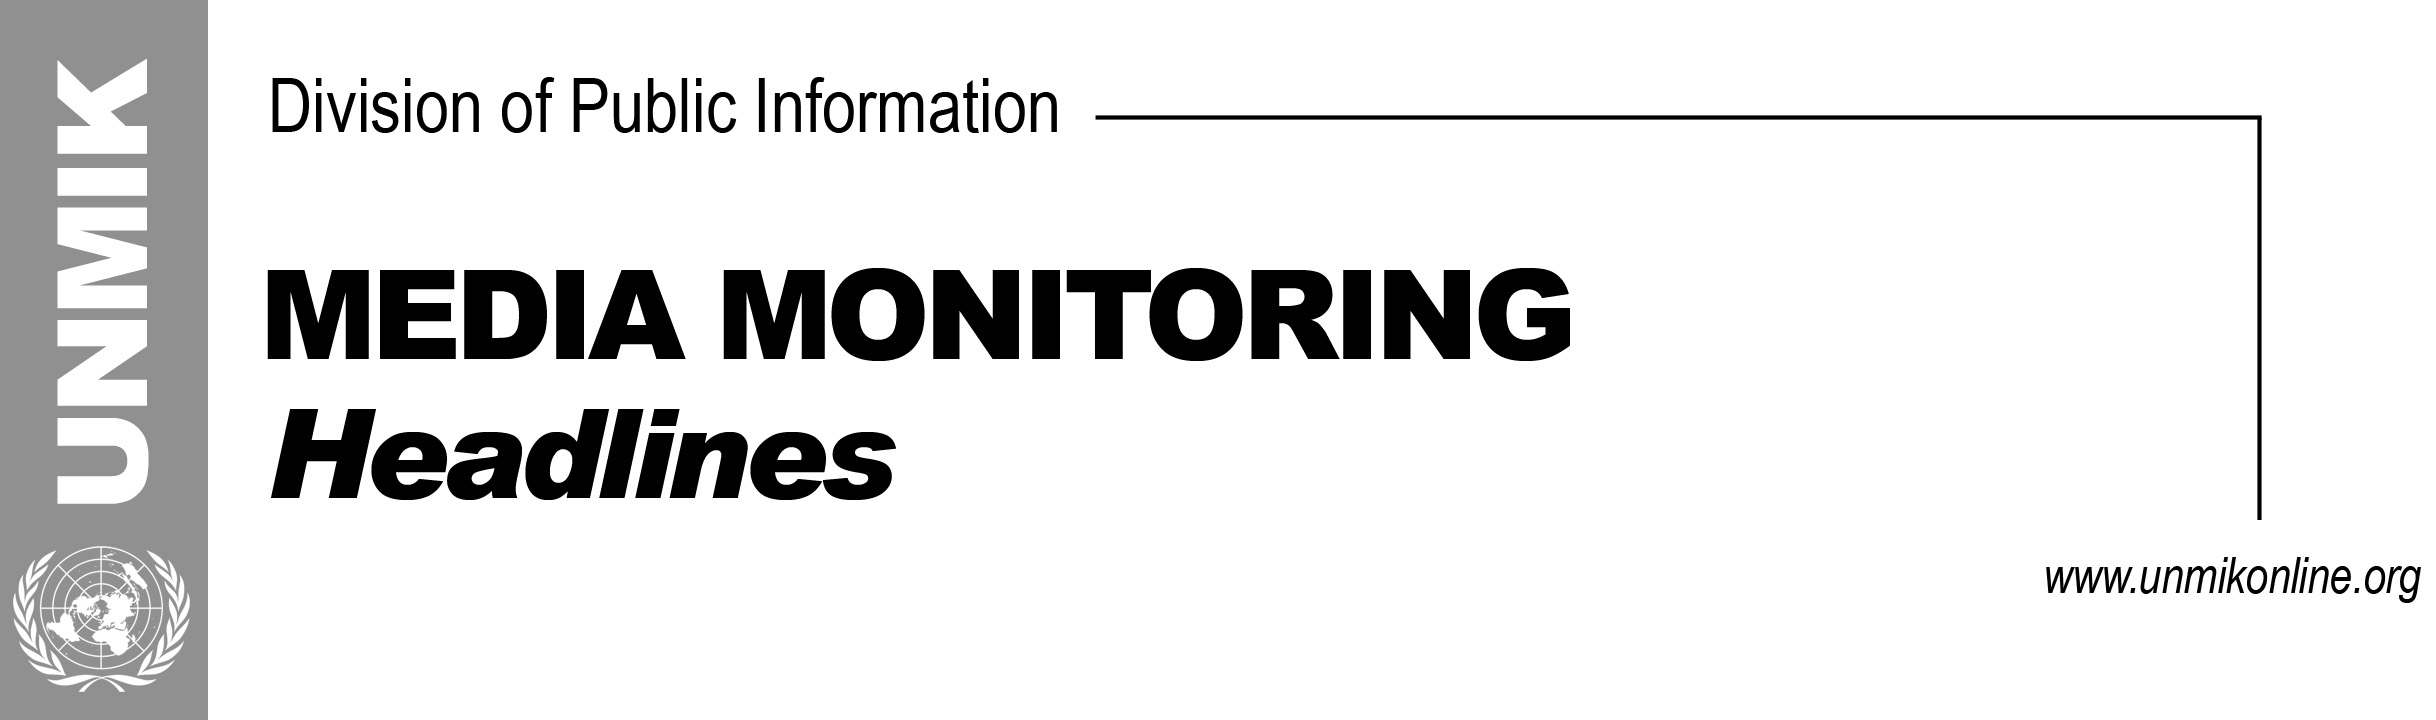 UNMIK
Division of Public Information
MEDIA MONITORING
Headlines
www.unmikonline.org